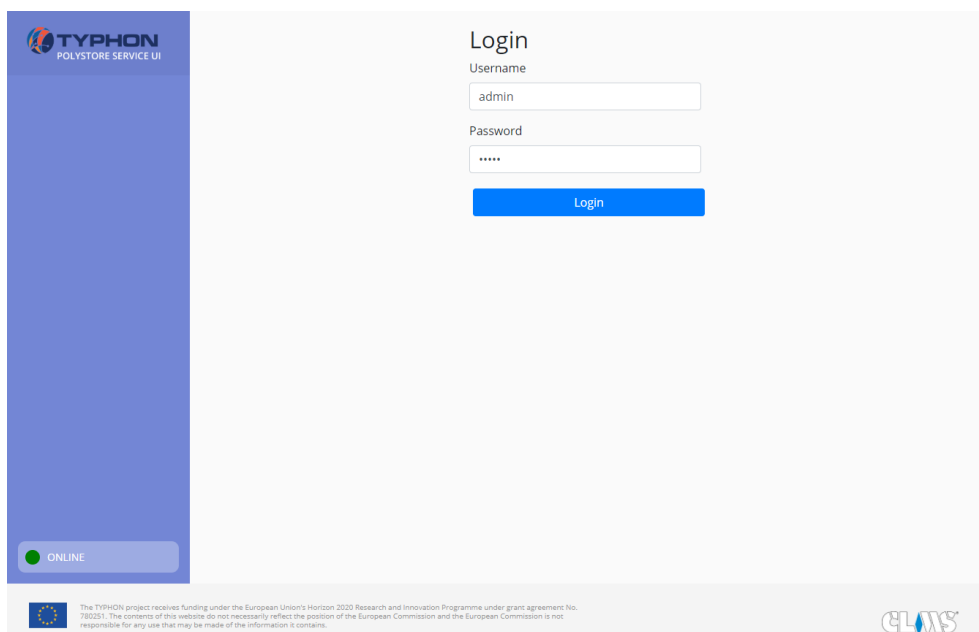 TYPHON
POLYSTORE SERVICE UI
Login
Username
admin
Password
•••••
Login
ONLINE
The TYPHON project receives funding under the European Union's Horizon 2020 Research and Innovation Programme under grant agreement No.
780251. The contents of this website do not necessarily reflect the position of the European Commission and the European Commission is not
responsible for any use that may be made of the information it contains.
CLMS